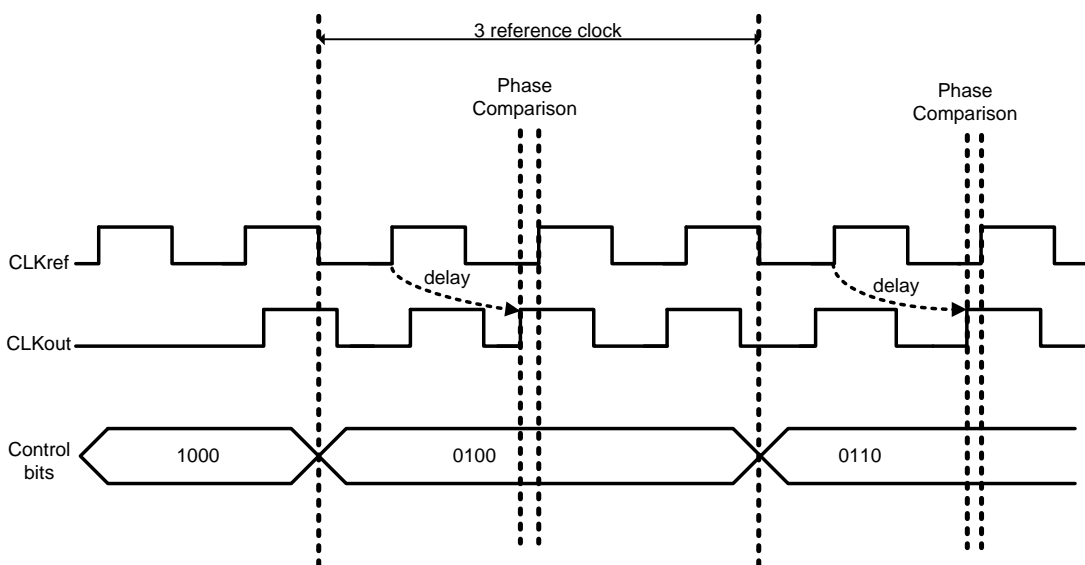 3 reference clock
Phase
Comparison
Phase
Comparison
CLKref
delay
delay
CLKout
Control
bits
1000
0100
0110